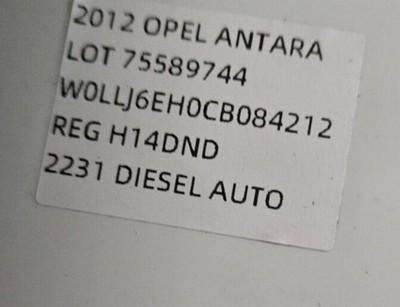 2012 OPEL ANTARA
LOT 75589744
W0LLJ6EH0CB084212
REG H14DND
2231 DIESEL AUTO